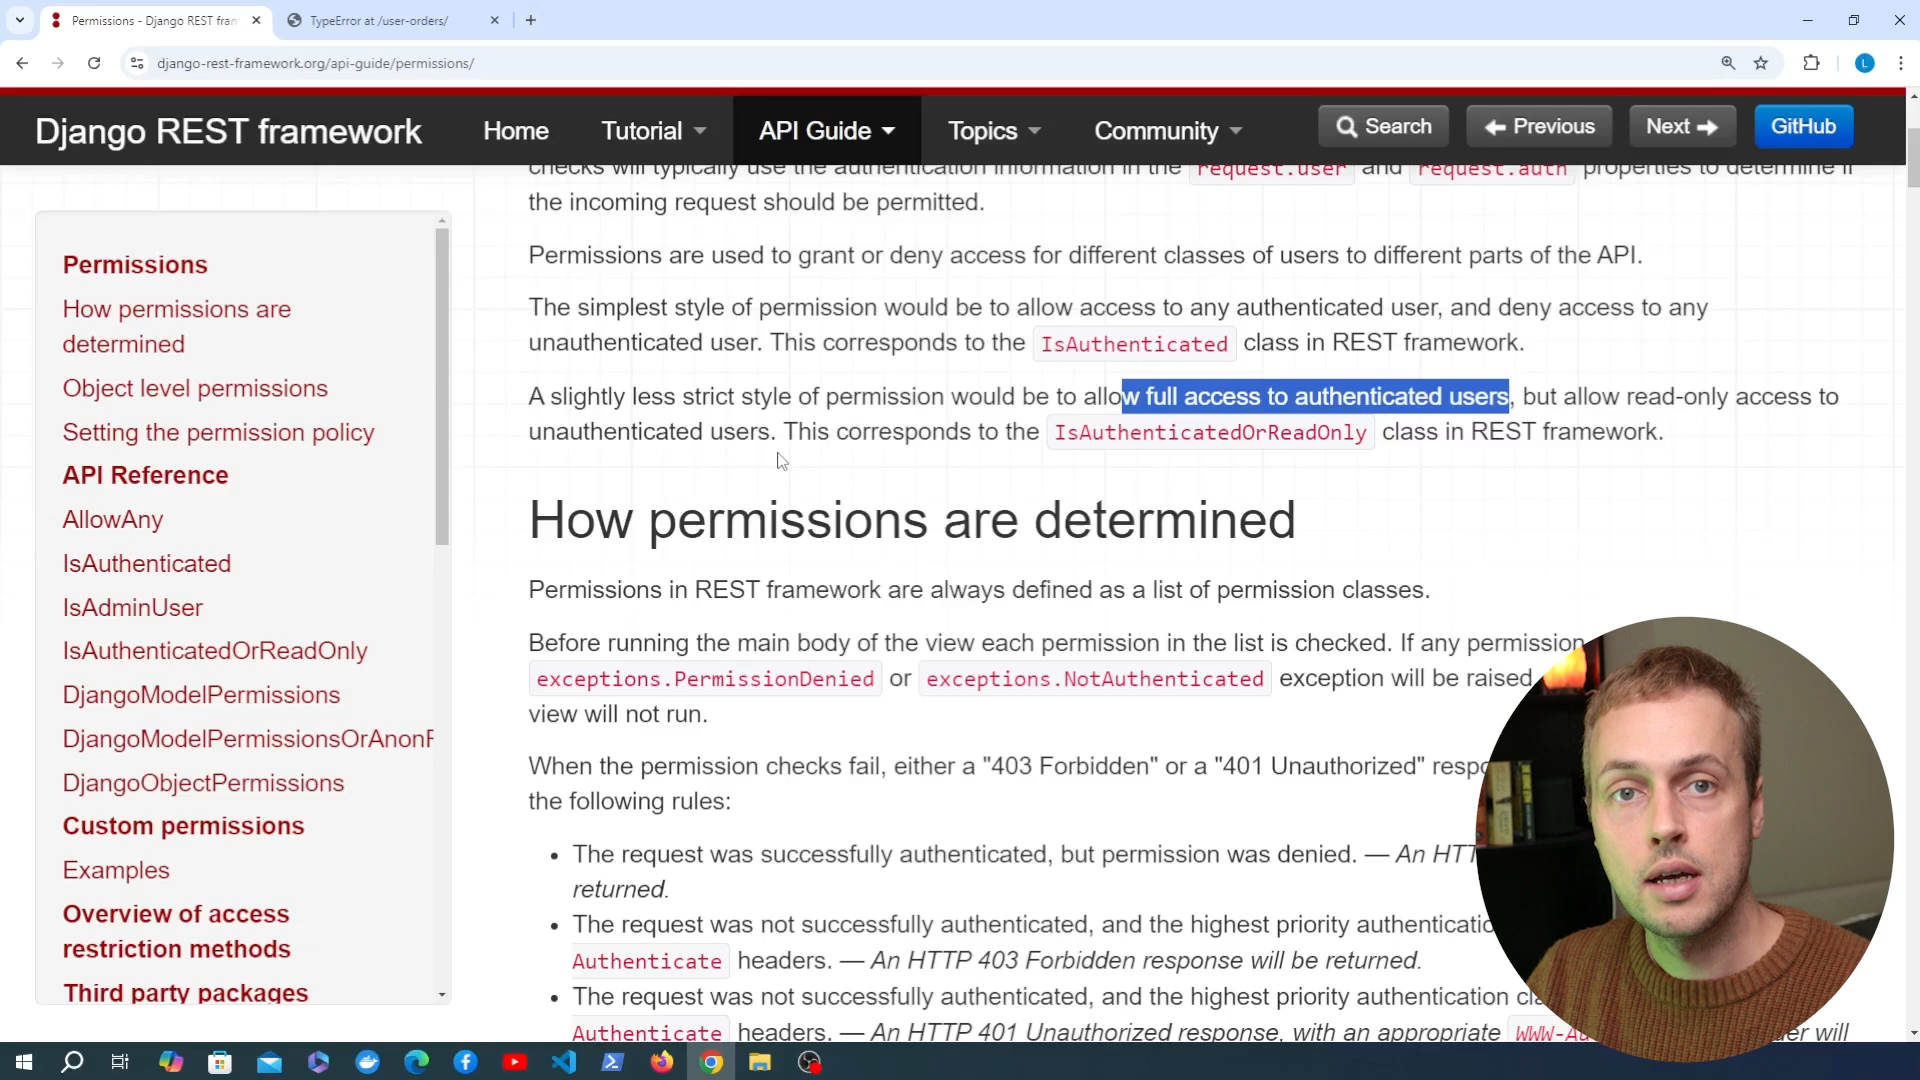 Permissions - Django REST fram
TypeError at /user-orders/
django-rest-framework.org/api-guide/permissions/
L
Django REST framework
Home
Tutorial
API Guide
Topics
Community
Search
Previous
Next
GitHub
checks will typically use the authentication information in the request.user and request.auth properties to determine if
the incoming request should be permitted.
Permissions are used to grant or deny access for different classes of users to different parts of the API.
The simplest style of permission would be to allow access to any authenticated user, and deny access to any
unauthenticated user. This corresponds to the IsAuthenticated class in REST framework.
A slightly less strict style of permission would be to allow full access to authenticated users, but allow read-only access to
unauthenticated users. This corresponds to the IsAuthenticatedOrReadOnly class in REST framework.
How permissions are determined
Permissions in REST framework are always defined as a list of permission classes.
Before running the main body of the view each permission in the list is checked. If any permission
exceptions.PermissionDenied or exceptions.NotAuthenticated exception will be raised
view will not run.
When the permission checks fail, either a "403 Forbidden" or a "401 Unauthorized" respo
the following rules:
• The request was successfully authenticated, but permission was denied. — An HTT
returned.
• The request was not successfully authenticated, and the highest priority authenticatio
Authenticate headers. — An HTTP 403 Forbidden response will be returned.
• The request was not successfully authenticated, and the highest priority authentication cla
Authenticate headers. — An HTTP 401 Unauthorized response, with an appropriate WWW-Au will
Permissions
How permissions are
determined
Object level permissions
Setting the permission policy
API Reference
AllowAny
IsAuthenticated
IsAdminUser
IsAuthenticatedOrReadOnly
DjangoModelPermissions
DjangoModelPermissionsOrAnonR
DjangoObjectPermissions
Custom permissions
Examples
Overview of access
restriction methods
Third party packages